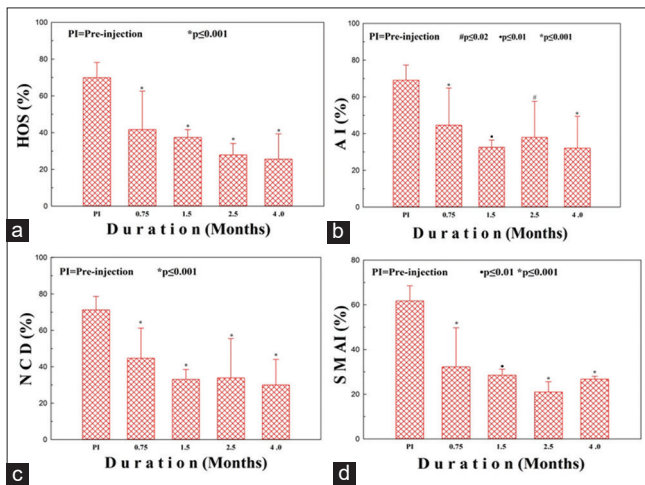 PI=Pre-injection *p≤0.001
HOS (%)
100
80
60
40
20
0
PI 0.75 1.5 2.5 4 .0
* * * *
a
D u r a t i o n (Months)
PI=Pre-injection #p≤0.02 •p≤0.01 *p≤0.001
A I (%)
100
80
60
40
20
0
PI 0.75 1.5 2.5 4 .0
* • # *
b
D u r a t i o n (Months)
PI=Pre-injection *p≤0.001
N C D (%)
100
80
60
40
20
0
PI 0.75 1.5 2.5 4 .0
* * * *
c
D u r a t i o n (Months)
PI=Pre-injection •p≤0.01 *p≤0.001
S M AI (%)
80
60
40
20
0
PI 0.75 1.5 2.5 4 .0
* • * *
d
D u r a t i o n (Months)